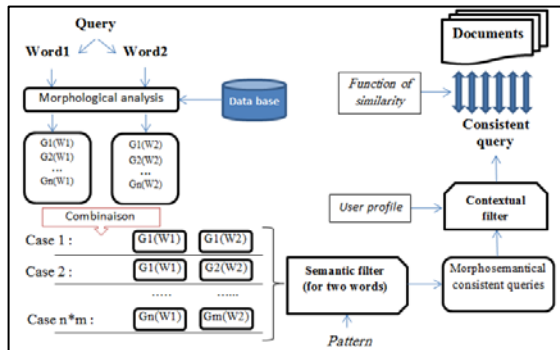 Query
Word1 Word2
Morphological analysis
Data base
G1(W1)
G2(W1)
...
Gn(W1)
G1(W2)
G2(W2)
...
Gn(W2)
Combinaison
Case 1 : G1(W1) G1(W2)
Case 2 : G1(W1) G2(W2)
..... ......
Case n*m : Gn(W1) Gm(W2)
Semantic filter
(for two words)
Pattern
Morphosemantical
consistent queries
User profile
Contextual
filter
Consistent
query
Function of
similarity
Documents